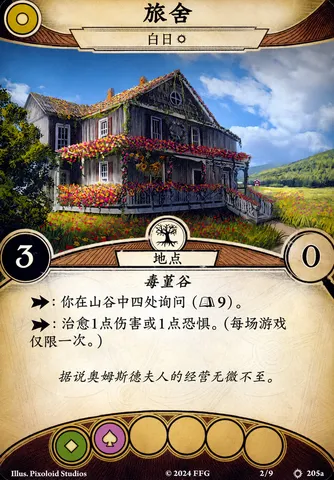 旅舍
白日
3
地点
0
毒堇谷
：你在山谷中四处询问（9）。
：治愈1点伤害或1点恐惧。（每场游戏
仅限一次。）
据说奥姆斯德夫人的经营无微不至。
Illus. Pixoloid Studios
© 2024 FFG
2/9
205a